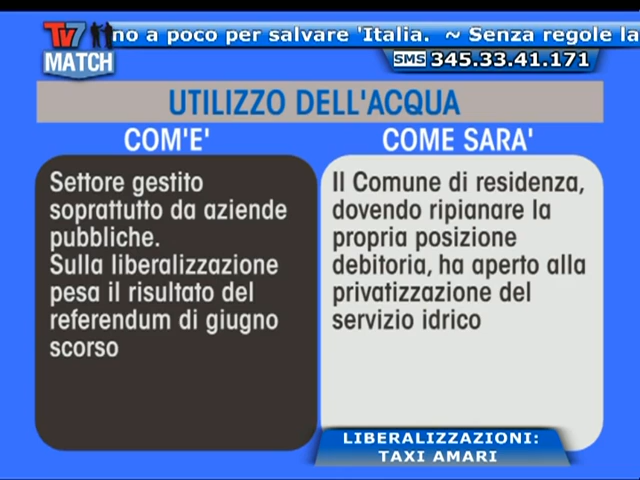 Tv7
MATCH
no a poco per salvare 'Italia. ~ Senza regole la
SMS 345.33.41.171
UTILIZZO DELL'ACQUA
COM'E'
COME SARA'
Settore gestito
soprattutto da aziende
pubbliche.
Sulla liberalizzazione
pesa il risultato del
referendum di giugno
scorso
Il Comune di residenza,
dovendo ripianare la
propria posizione
debitoria, ha aperto alla
privatizzazione del
servizio idrico
LIBERALIZZAZIONI:
TAXI AMARI